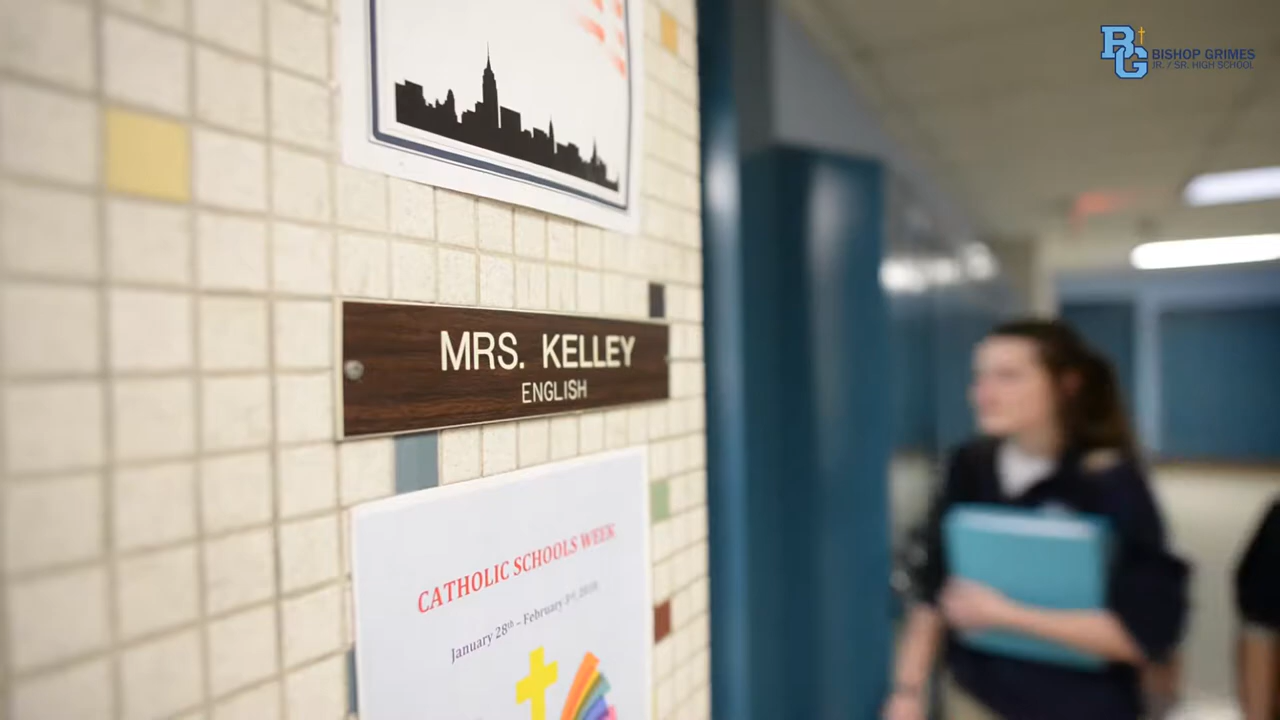 BG BISHOP GRIMES
JR. / SR. HIGH SCHOOL
MRS. KELLEY
ENGLISH
CATHOLIC SCHOOLS WEEK
January 28th – February 3rd, 2018